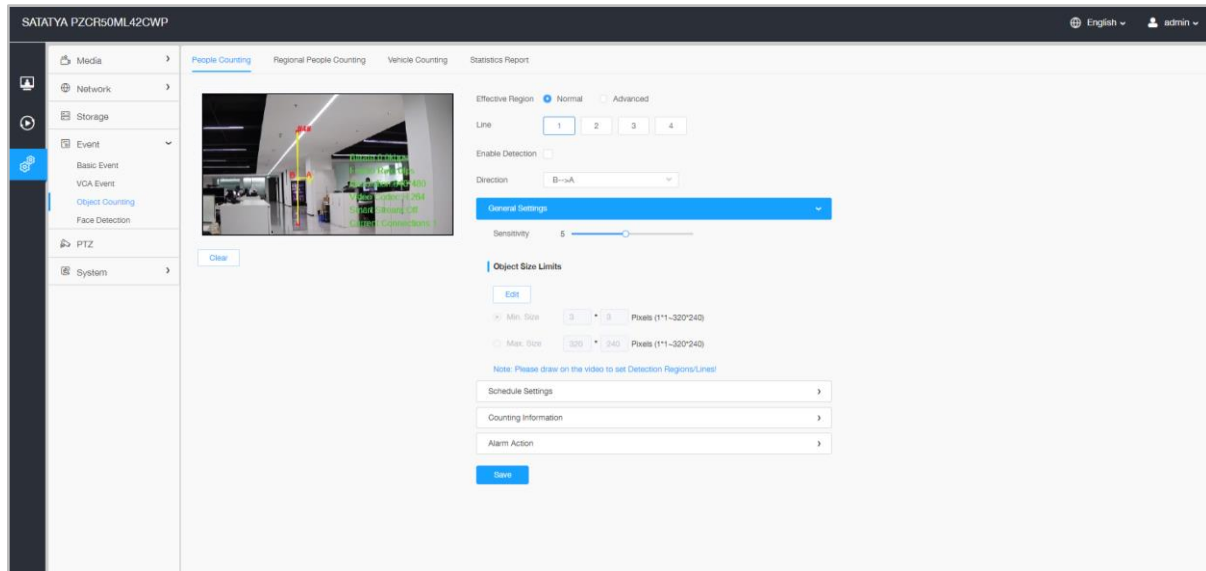 SATATYA PZCR50ML42CWP
English
admin
Media
Network
Storage
Event
Basic Event
VCA Event
Object Counting
Face Detection
PTZ
System
People Counting Regional People Counting Vehicle Counting Statistics Report
B A
Clear
Effective Region Normal Advanced
Line 1 2 3 4
Enable Detection
Direction B-->A
General Settings
Sensitivity 5
Object Size Limits
Edit
Min. Size 3 * 3 Pixels (1*1~320*240)
Max. Size 320 * 240 Pixels (1*1~320*240)
Note: Please draw on the video to set Detection Regions/Lines!
Schedule Settings
Counting Information
Alarm Action
Save